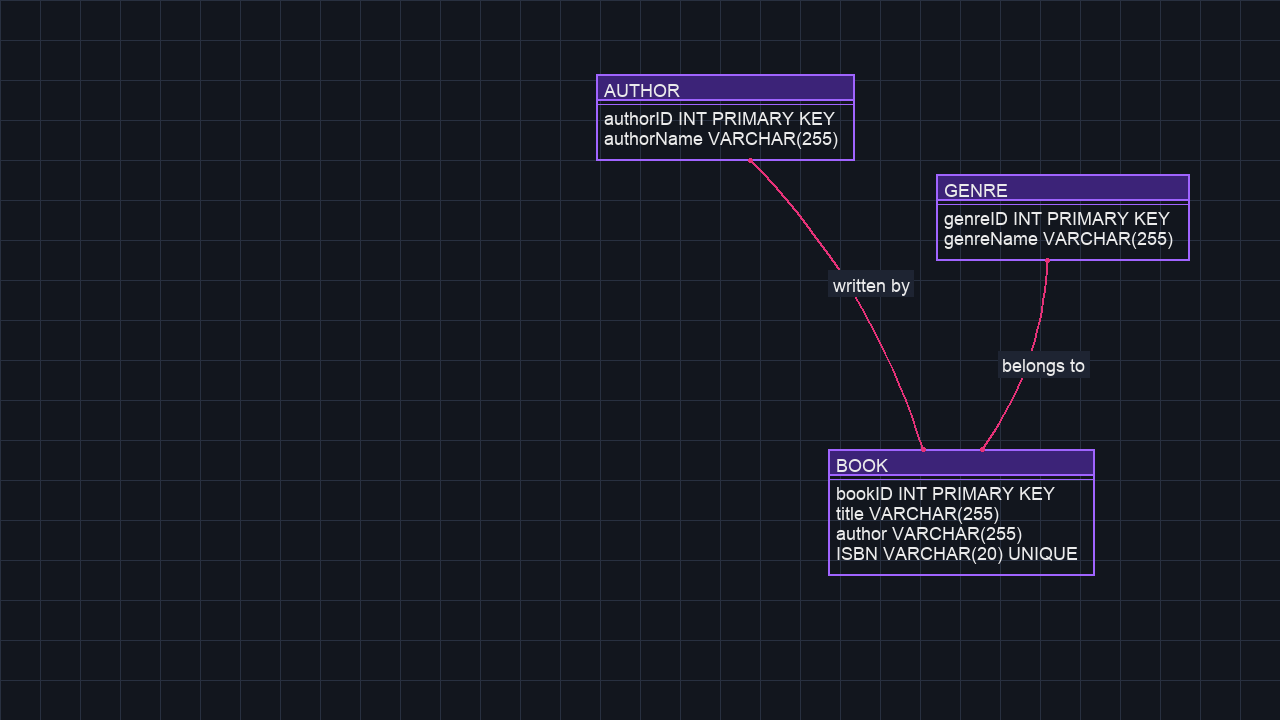 AUTHOR
authorID INT PRIMARY KEY
authorName VARCHAR(255)
GENRE
genreID INT PRIMARY KEY
genreName VARCHAR(255)
written by
belongs to
BOOK
bookID INT PRIMARY KEY
title VARCHAR(255)
author VARCHAR(255)
ISBN VARCHAR(20) UNIQUE